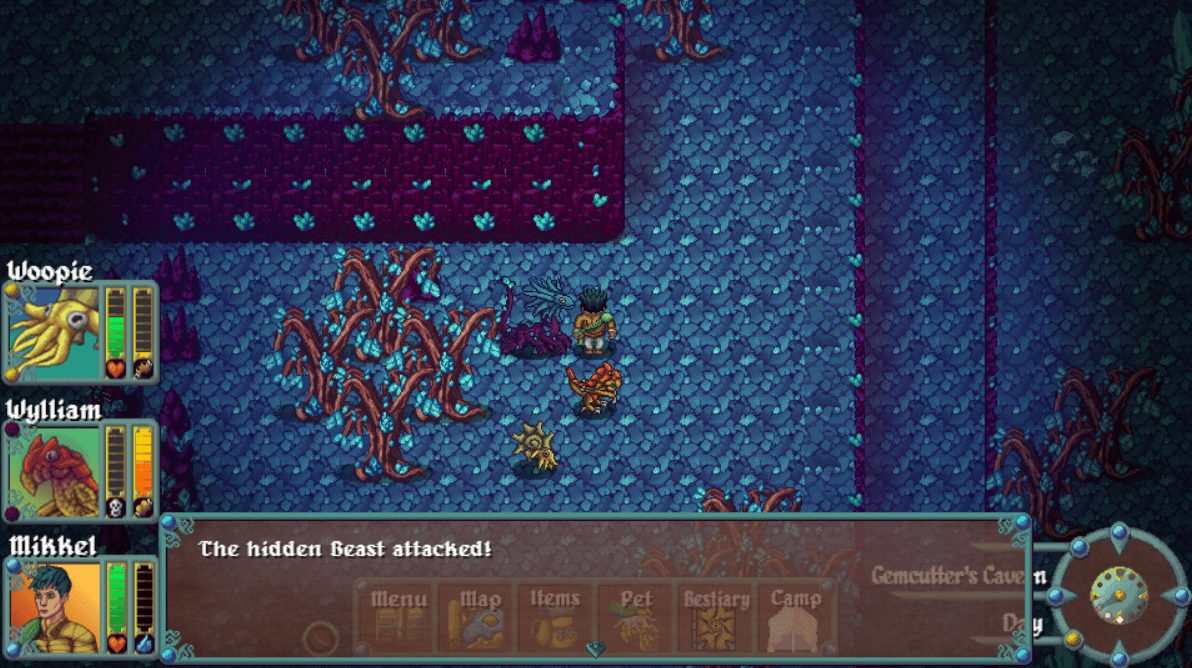 Woopie
Wylliam
Mikkel
The hidden Beast attacked!
Menu
Map
Items
Pet
Bestiary
Camp
Gemcutter's Cavern
Day